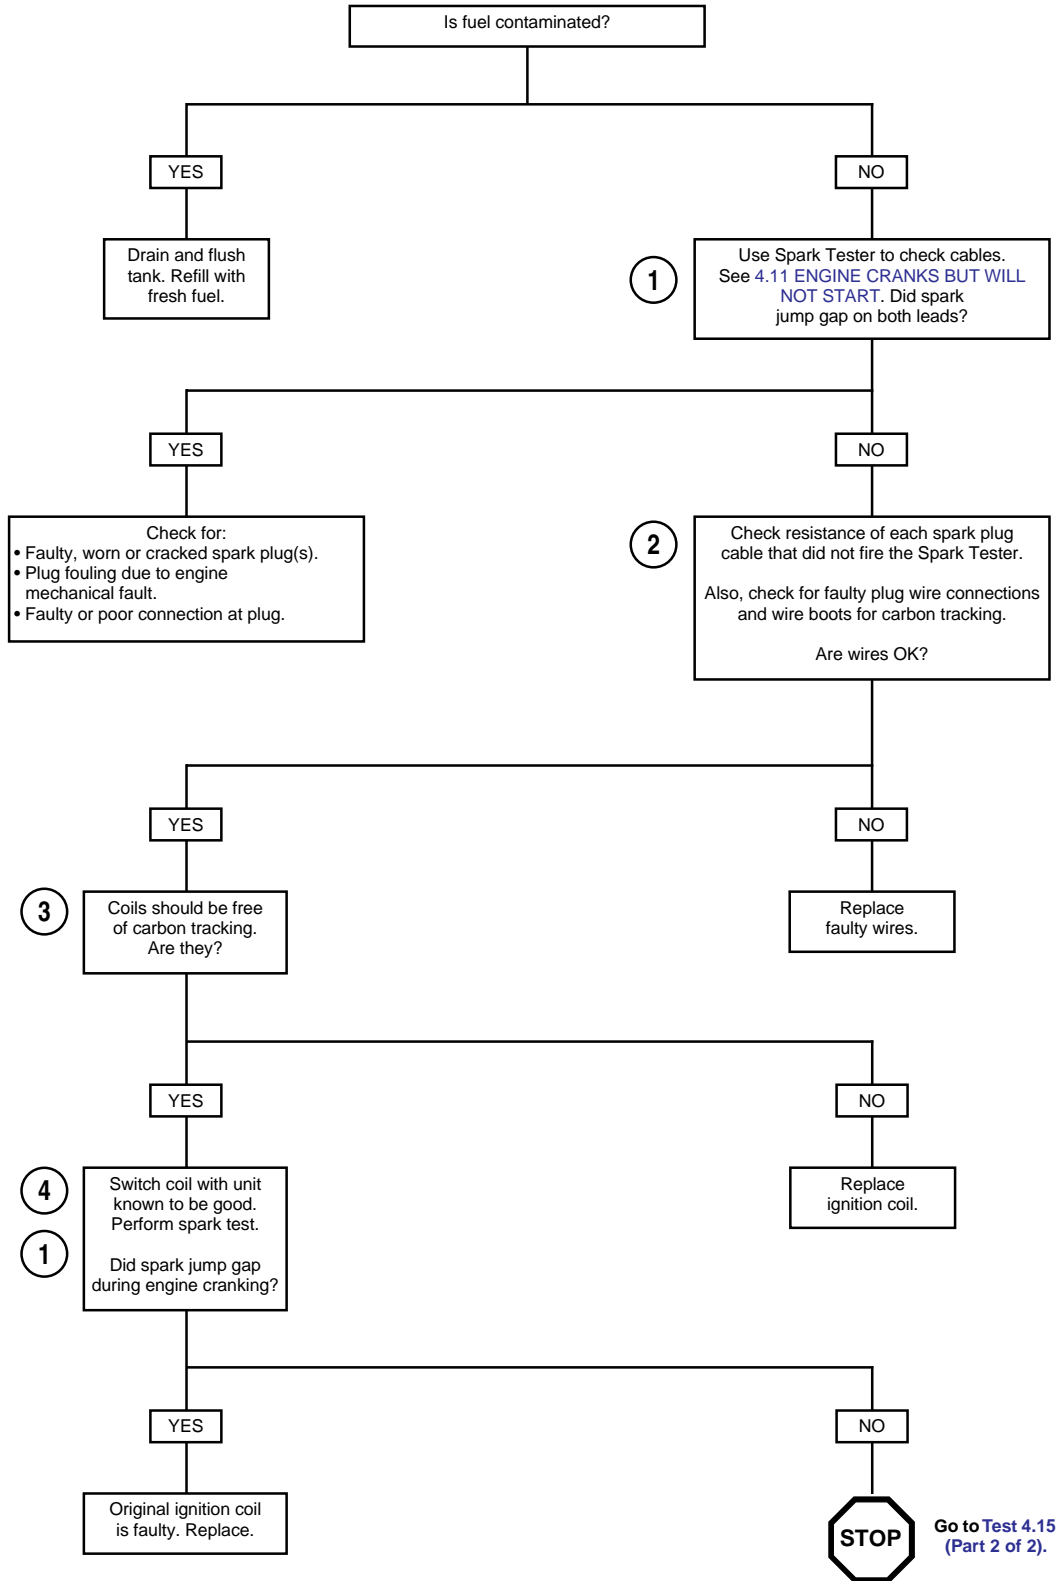 Is fuel contaminated?
YES
NO
Drain and flush
tank. Refill with
fresh fuel.
1
Use Spark Tester to check cables.
See 4.11 ENGINE CRANKS BUT WILL
NOT START. Did spark
jump gap on both leads?
YES
NO
Check for:
• Faulty, worn or cracked spark plug(s).
• Plug fouling due to engine
mechanical fault.
• Faulty or poor connection at plug.
2
Check resistance of each spark plug
cable that did not fire the Spark Tester.
Also, check for faulty plug wire connections
and wire boots for carbon tracking.
Are wires OK?
YES
NO
3
Coils should be free
of carbon tracking.
Are they?
Replace
faulty wires.
YES
NO
4
1
Switch coil with unit
known to be good.
Perform spark test.
Did spark jump gap
during engine cranking?
Replace
ignition coil.
YES
NO
Original ignition coil
is faulty. Replace.
STOP
Go to Test 4.15
(Part 2 of 2).